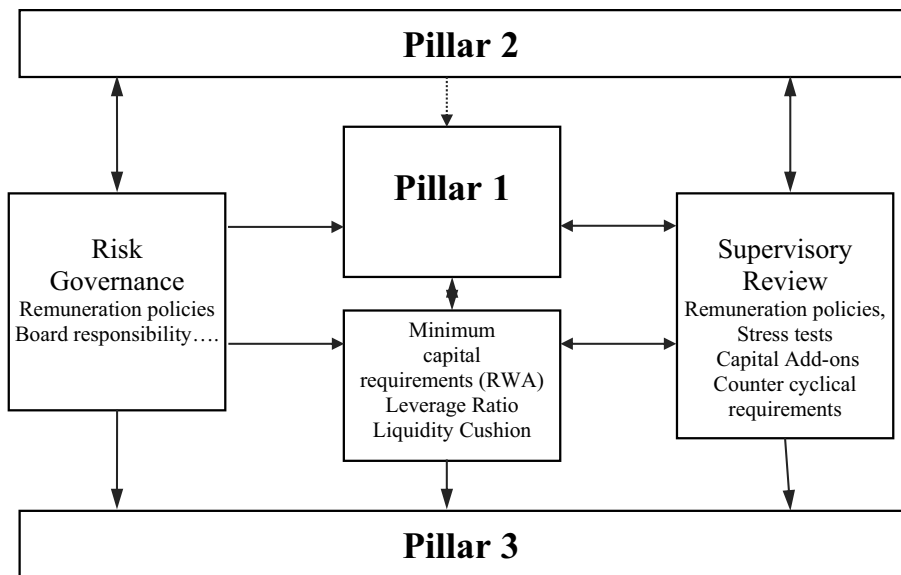 Pillar 2
Pillar 1
Risk
Governance
Remuneration policies
Board responsibility….
Minimum
capital
requirements (RWA)
Leverage Ratio
Liquidity Cushion
Supervisory
Review
Remuneration policies,
Stress tests
Capital Add-ons
Counter cyclical
requirements
Pillar 3